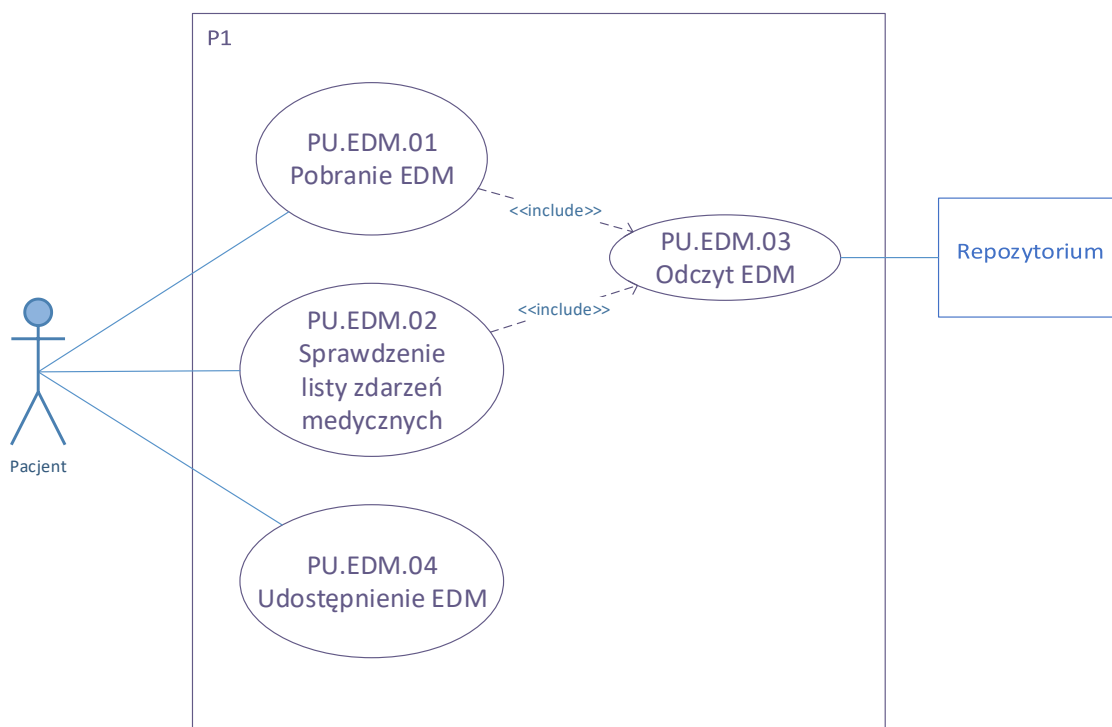 P1
PU.EDM.01
Pobranie EDM
<<include>>
PU.EDM.03
Odczyt EDM
Repozytorium
<<include>>
PU.EDM.02
Sprawdzenie
listy zdarzeń
medycznych
Pacjent
PU.EDM.04
Udostępnienie EDM